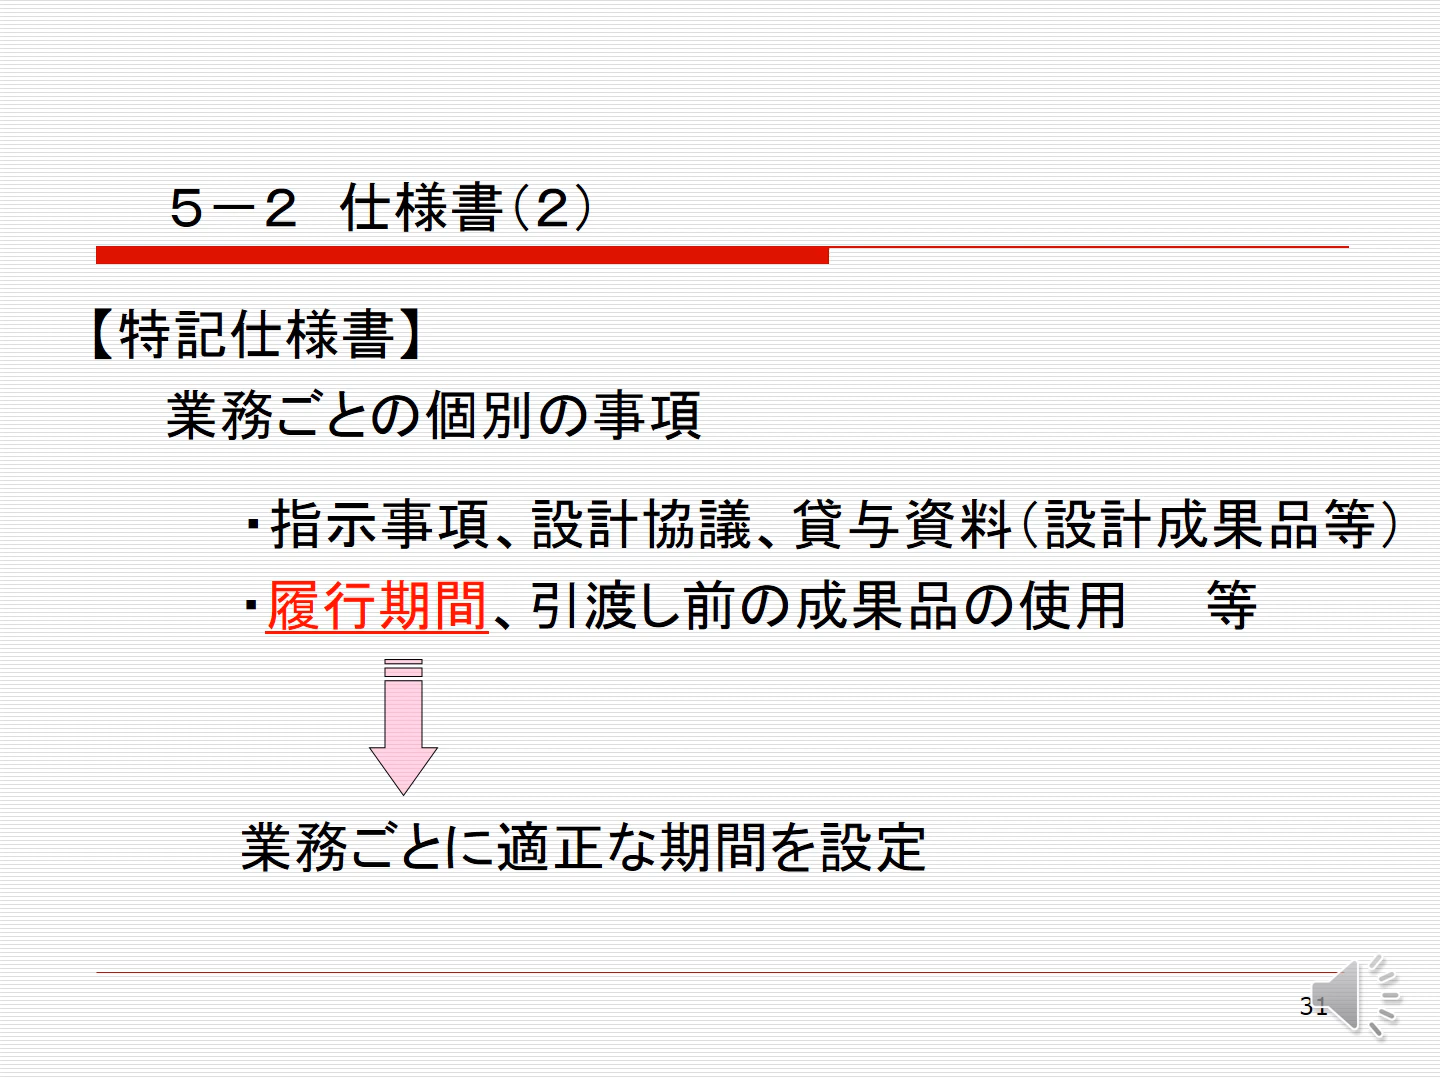 ５－２　仕様書（２）
【特記仕様書】
業務ごとの個別の事項
・指示事項、設計協議、貸与資料（設計成果品等）
・履行期間、引渡し前の成果品の使用　等
業務ごとに適正な期間を設定
31